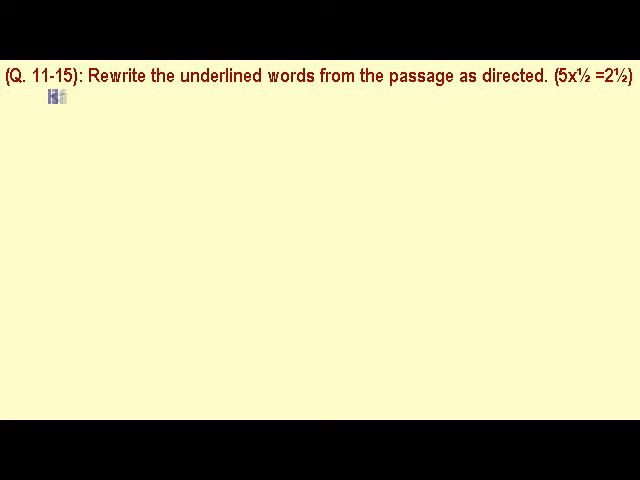 (Q. 11-15): Rewrite the underlined words from the passage as directed. (5x½ =2½)